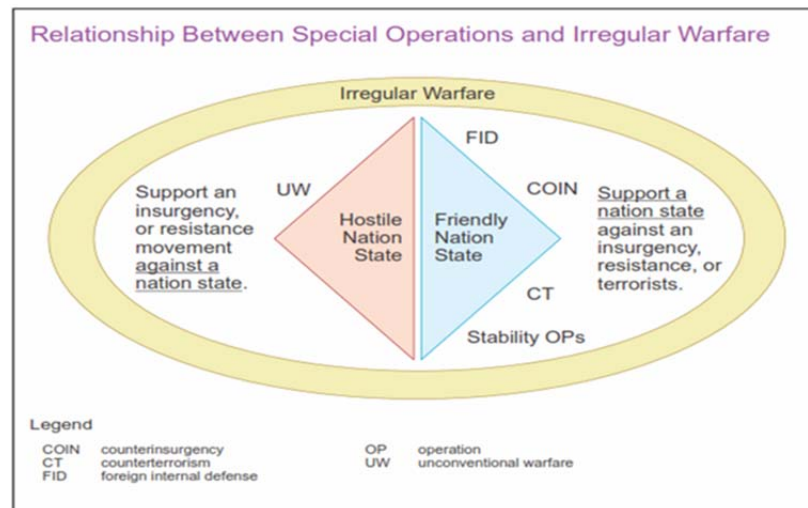 Relationship Between Special Operations and Irregular Warfare
Irregular Warfare
Support an
insurgency,
or resistance
movement
against a
nation state.
UW
Hostile
Nation
State
Friendly
Nation
State
FID
COIN
CT
Stability OPs
Support a
nation state
against an
insurgency,
resistance, or
terrorists.
Legend
COIN counterinsurgency
CT counterterrorism
FID foreign internal defense
OP operation
UW unconventional warfare